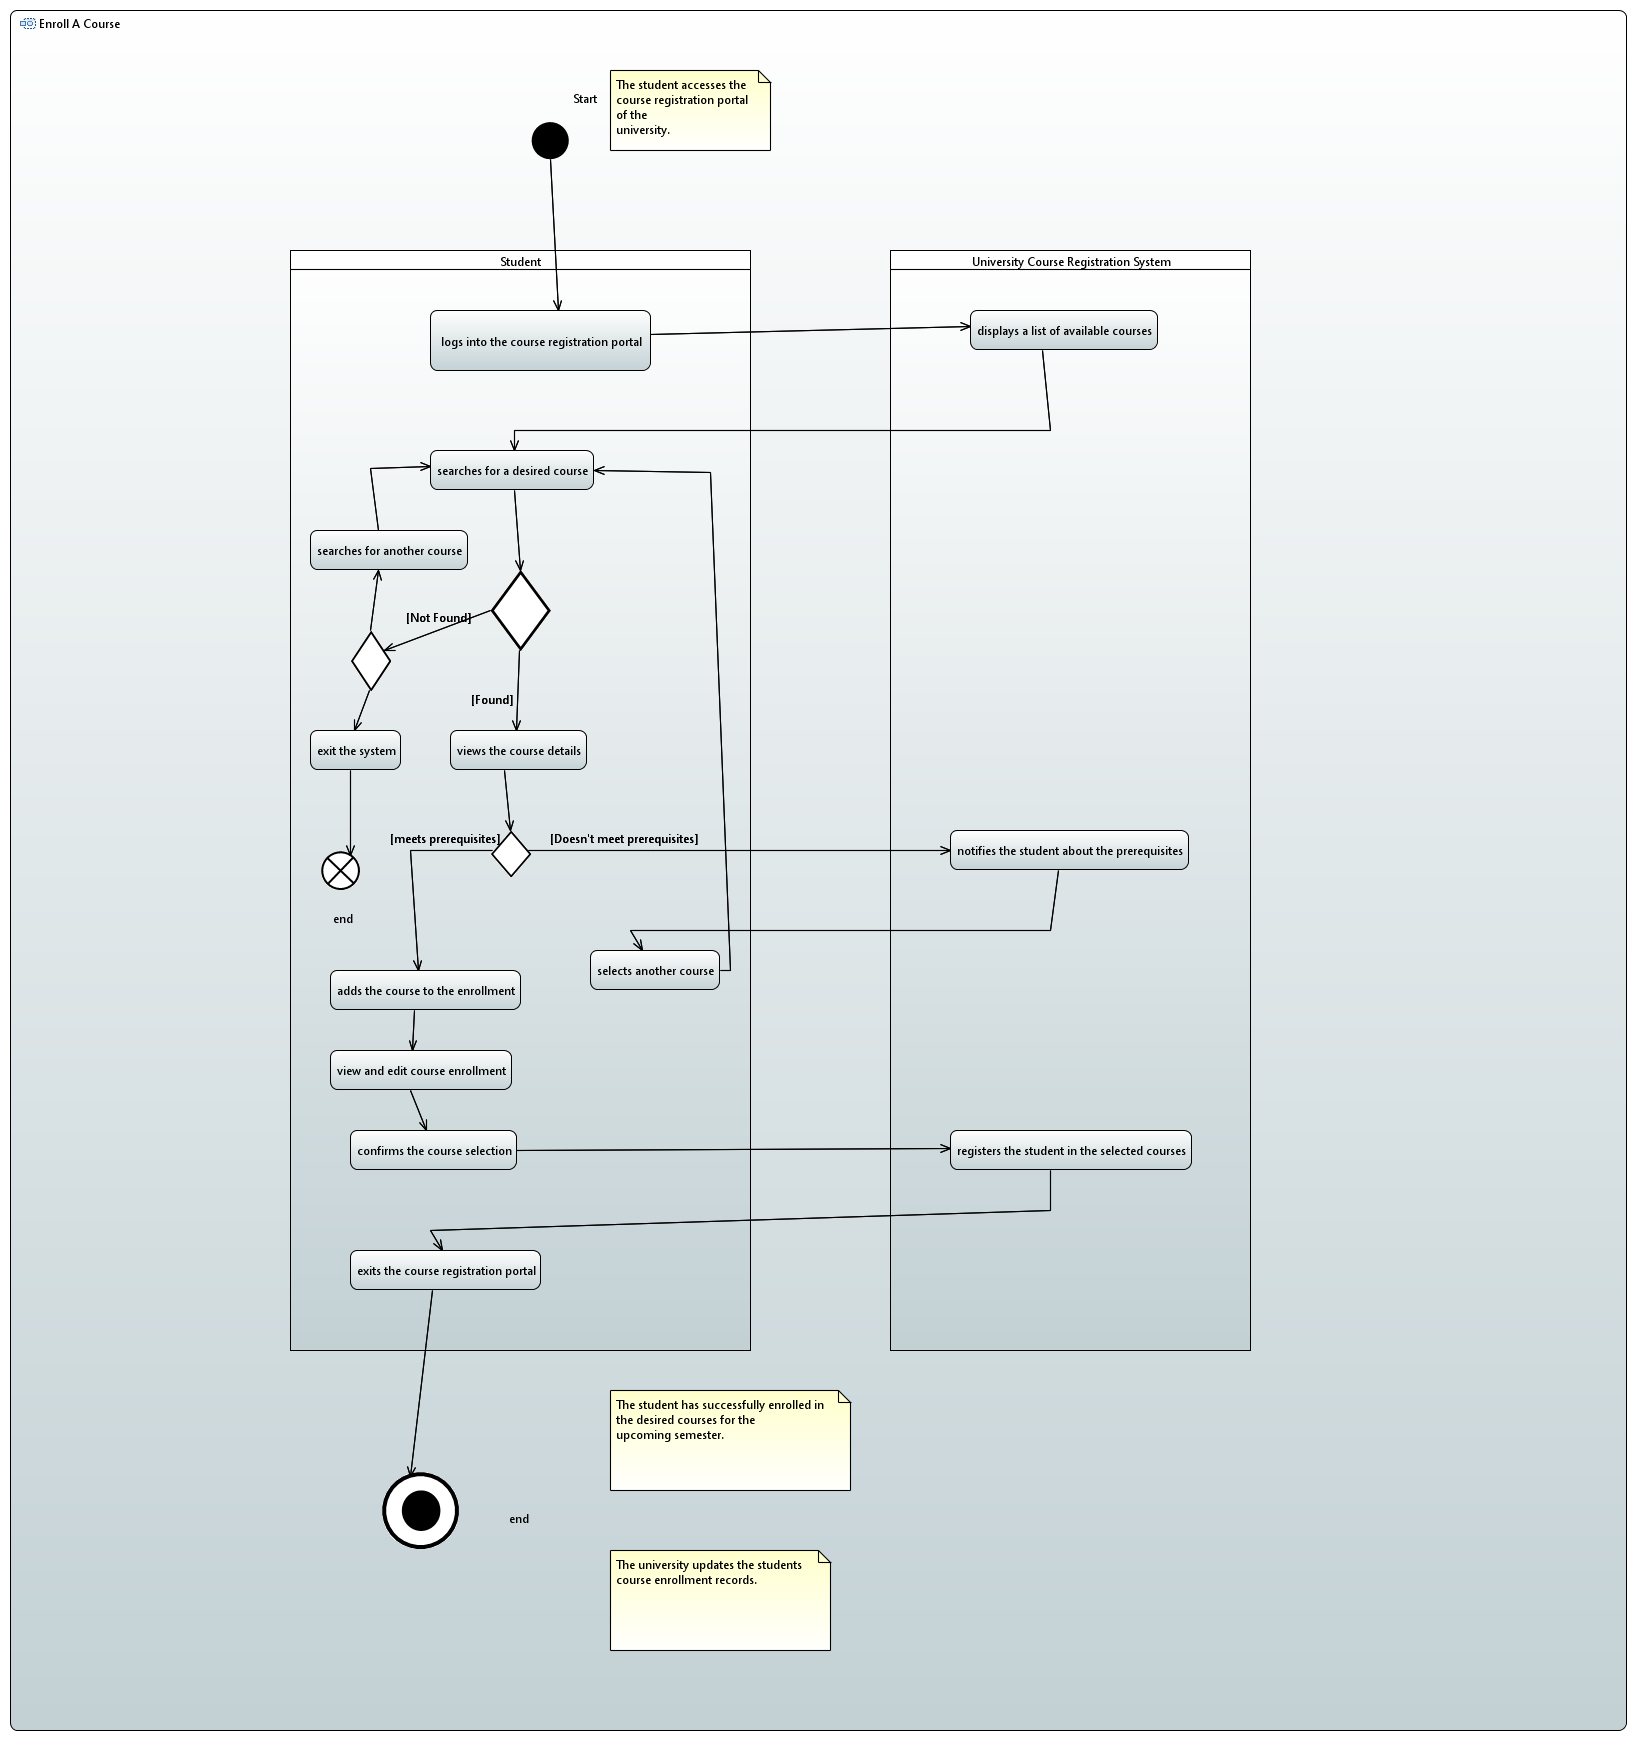 Enroll A Course
Start
The student accesses the
course registration portal
of the
university.
Student
University Course Registration System
logs into the course registration portal
displays a list of available courses
searches for a desired course
searches for another course
[Not Found]
[Found]
exit the system
views the course details
[meets prerequisites]
[Doesn't meet prerequisites]
notifies the student about the prerequisites
end
selects another course
adds the course to the enrollment
view and edit course enrollment
confirms the course selection
registers the student in the selected courses
exits the course registration portal
The student has successfully enrolled in
the desired courses for the
upcoming semester.
end
The university updates the students
course enrollment records.